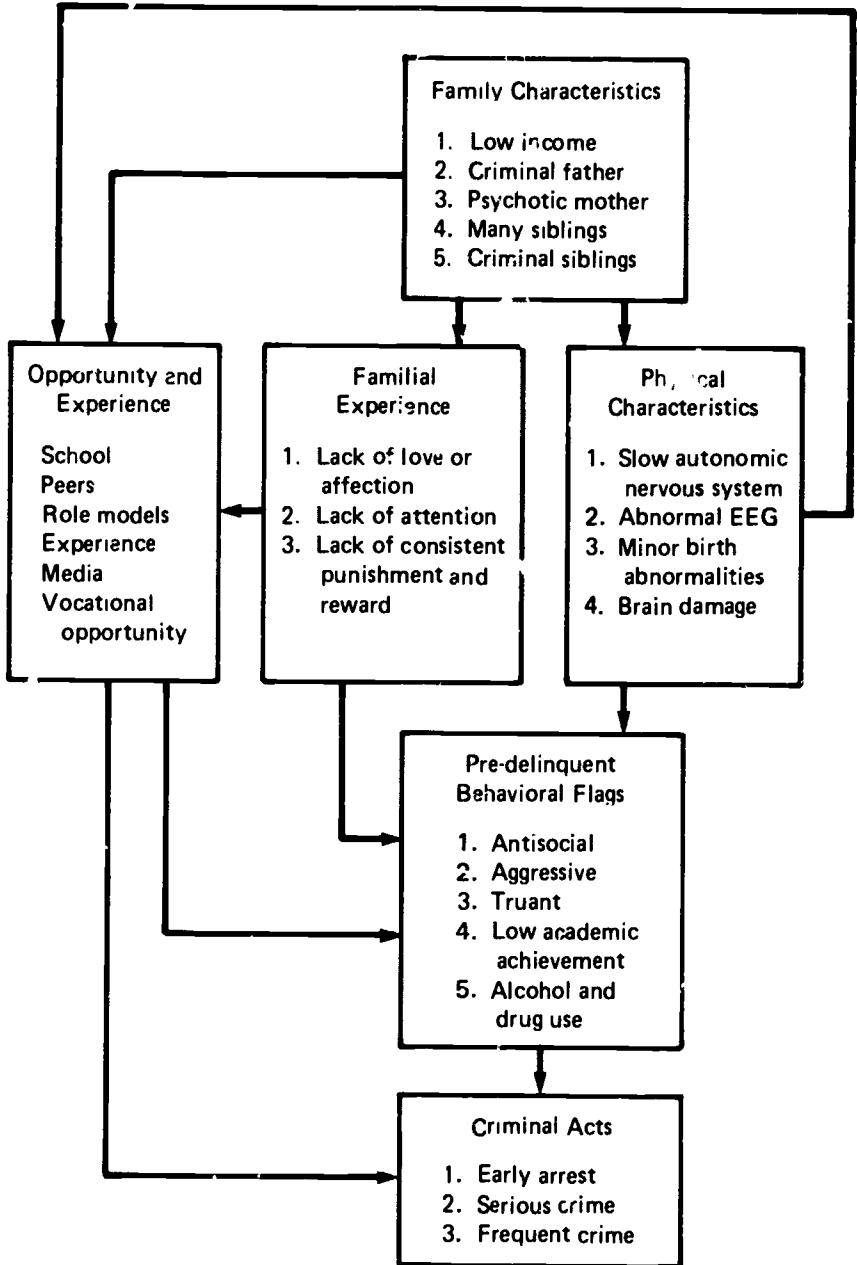 Family Characteristics
1. Low income
2. Criminal father
3. Psychotic mother
4. Many siblings
5. Criminal siblings
Opportunity and
Experience
School
Peers
Role models
Experience
Media
Vocational
opportunity
Familial
Experience
1. Lack of love or
affection
2. Lack of attention
3. Lack of consistent
punishment and
reward
Physical
Characteristics
1. Slow autonomic
nervous system
2. Abnormal EEG
3. Minor birth
abnormalities
4. Brain damage
Pre-delinquent
Behavioral Flags
1. Antisocial
2. Aggressive
3. Truant
4. Low academic
achievement
5. Alcohol and
drug use
Criminal Acts
1. Early arrest
2. Serious crime
3. Frequent crime